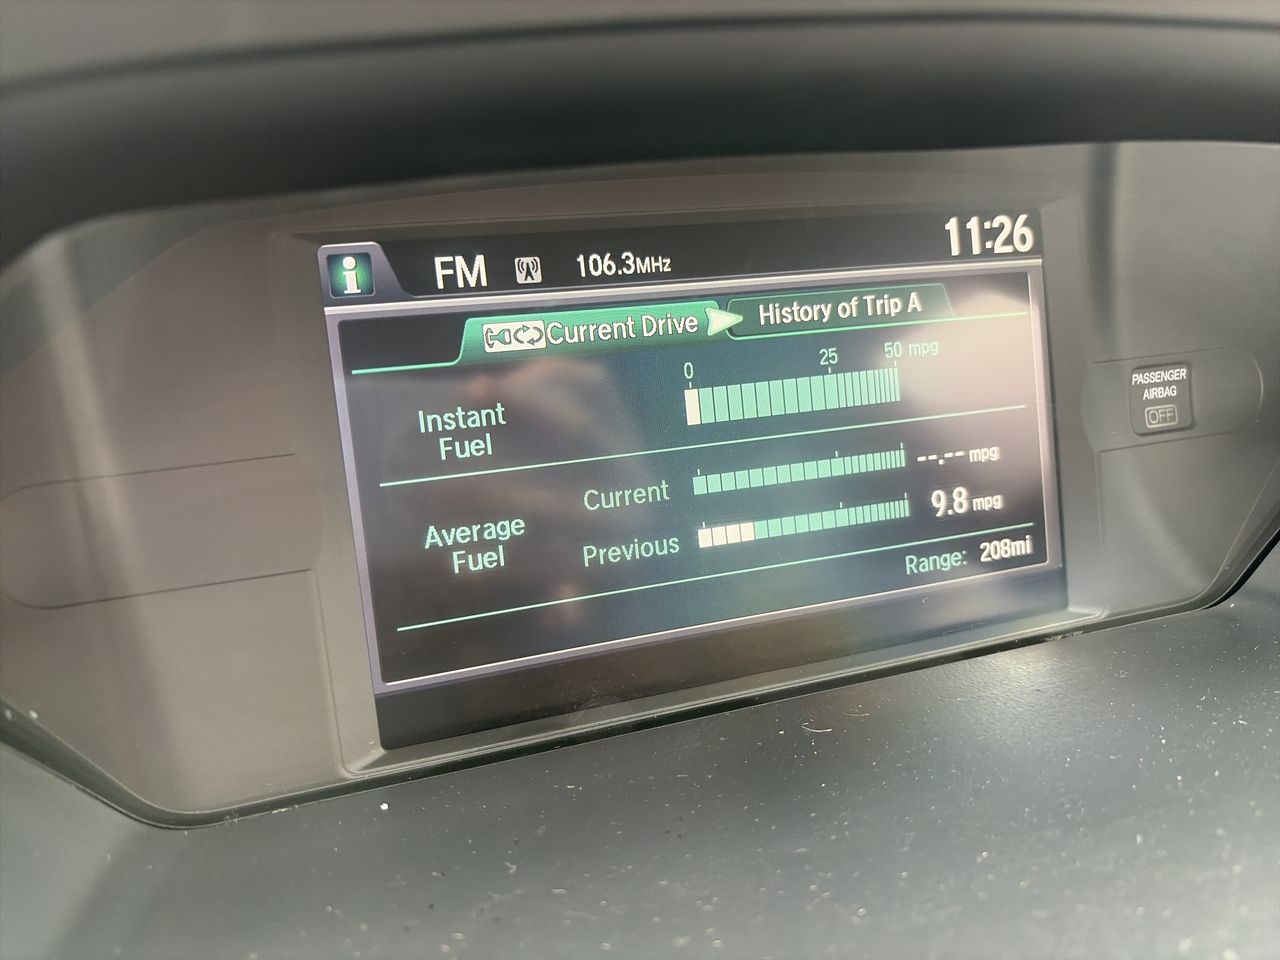 i FM 106.3MHz 11:26
Current Drive History of Trip A
0 25 50 mpg
Instant
Fuel
Current --.-- mpg
Average
Fuel
Previous 9.8 mpg
Range: 208mi
PASSENGER
AIRBAG
OFF